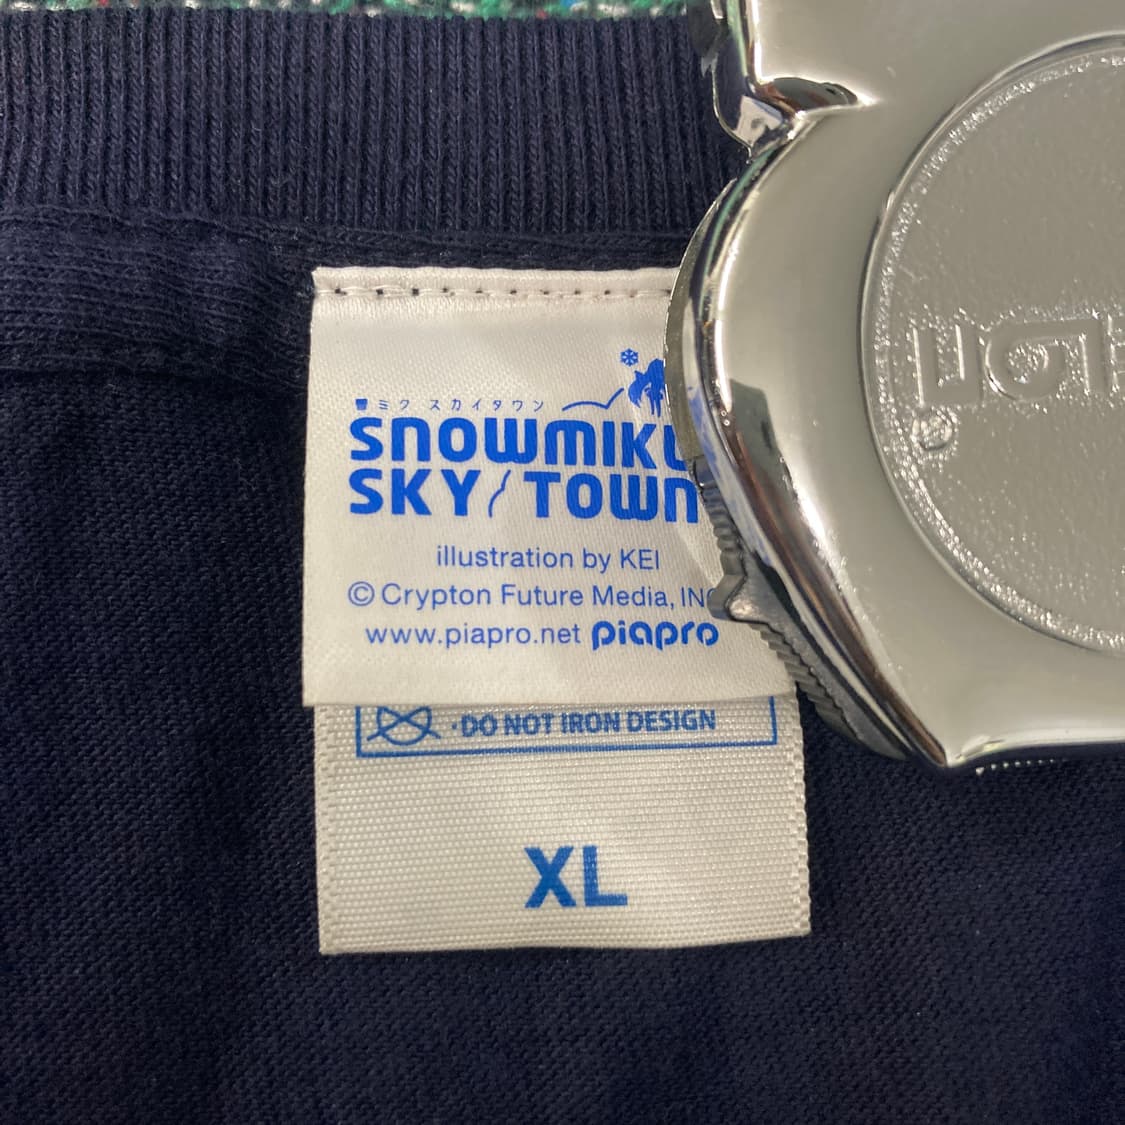 ミク スカイタウン
SNOWMIKU
SKY TOWN
illustration by KEI
© Crypton Future Media, INC
www.piapro.net piapro
・DO NOT IRON DESIGN
XL